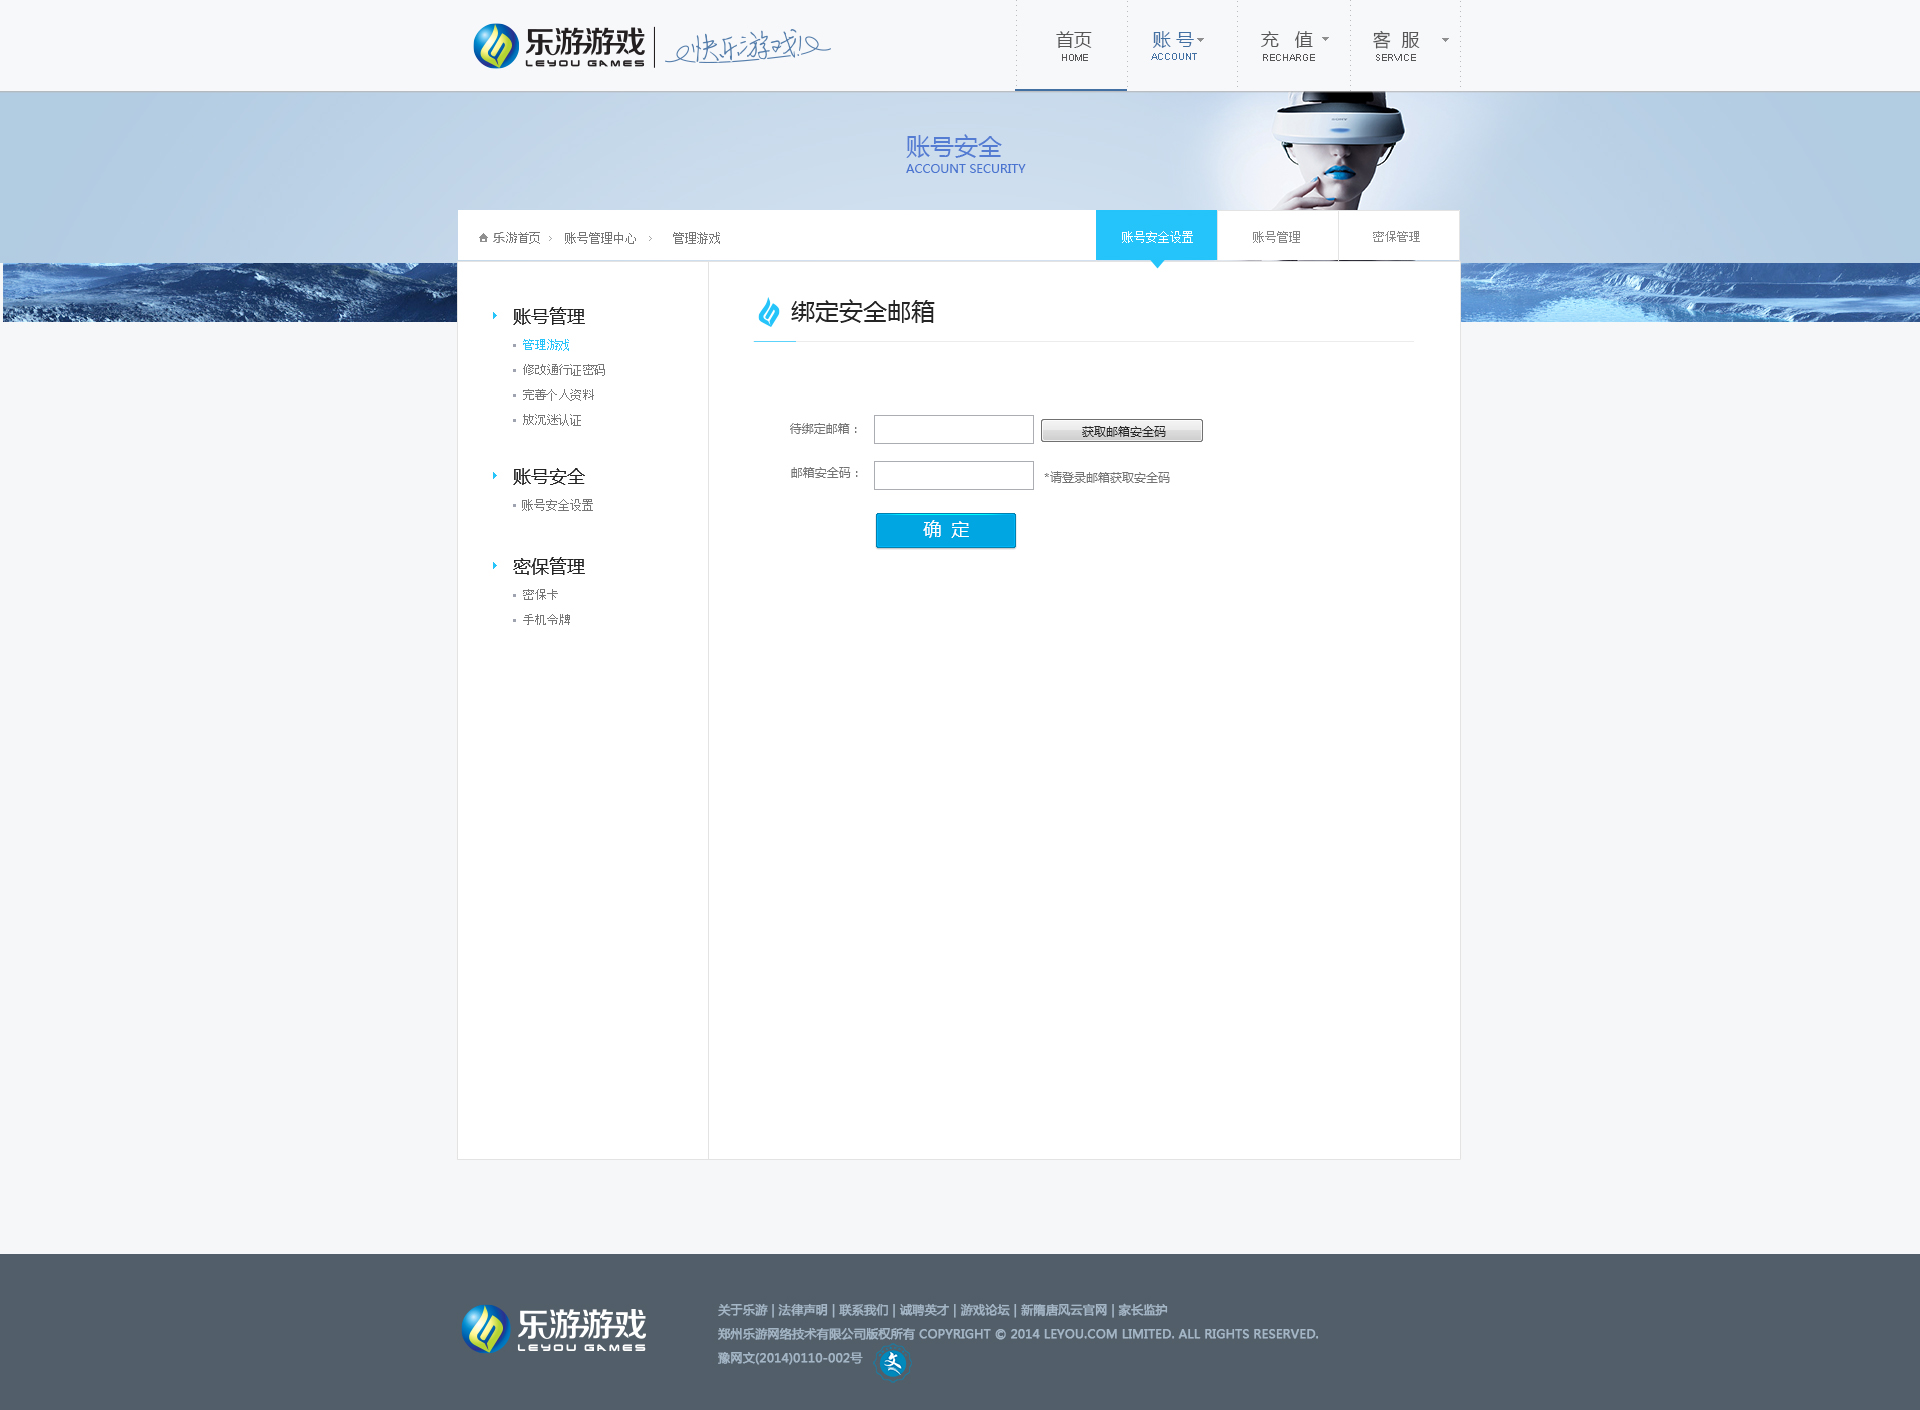 乐游游戏
LEYOU GAMES
快乐游戏
首页
HOME
账 号
ACCOUNT
充 值
RECHARGE
客 服
SERVICE
账号安全
ACCOUNT SECURITY
乐游首页 > 账号管理中心 > 管理游戏
账号安全设置
账号管理
密保管理
账号管理
管理游戏
修改通行证密码
完善个人资料
放沉迷认证
账号安全
账号安全设置
密保管理
密保卡
手机令牌
绑定安全邮箱
待绑定邮箱：
获取邮箱安全码
邮箱安全码：
*请登录邮箱获取安全码
确 定
乐游游戏
LEYOU GAMES
关于乐游 | 法律声明 | 联系我们 | 诚聘英才 | 游戏论坛 | 新隋唐风云官网 | 家长监护
郑州乐游网络技术有限公司版权所有 COPYRIGHT © 2014 LEYOU.COM LIMITED. ALL RIGHTS RESERVED.
豫网文(2014)0110-002号